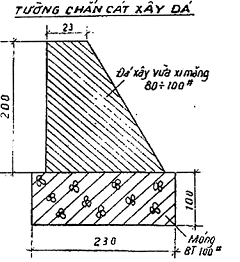 TƯỜNG CHẮN CÁT XÂY ĐÁ
23
200
Đá xây vữa xi măng
80÷100#
100
230
Móng
BT 100#